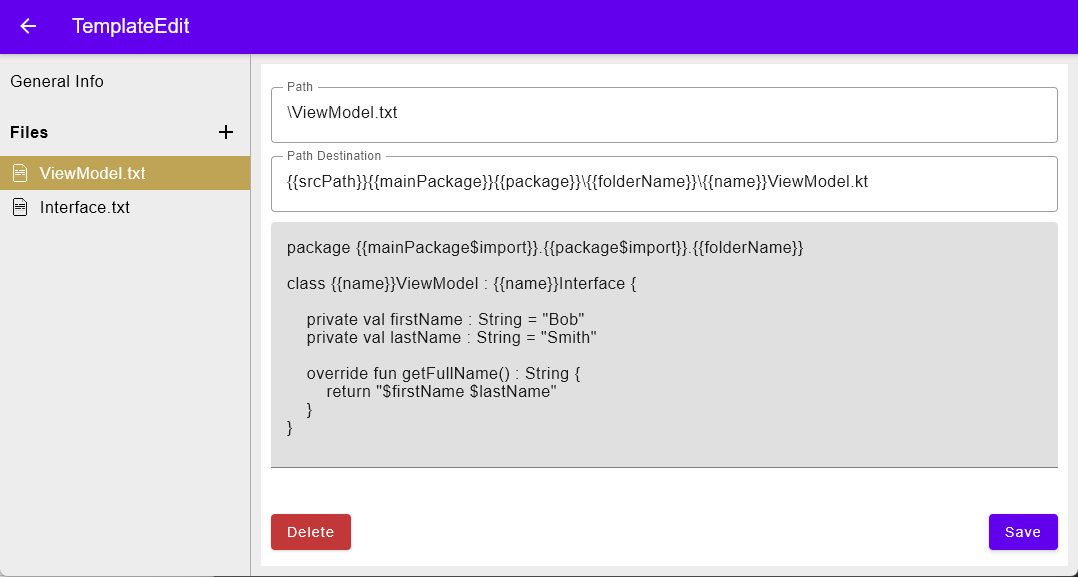 TemplateEdit
General Info
Files
ViewModel.txt
Interface.txt
Path
\ViewModel.txt
Path Destination
{{srcPath}}{{mainPackage}}{{package}}\{{folderName}}\{{name}}ViewModel.kt
package {{mainPackage$import}}.{{package$import}}.{{folderName}}
class {{name}}ViewModel : {{name}}Interface {
    private val firstName : String = "Bob"
    private val lastName : String = "Smith"
    override fun getFullName() : String {
        return "$firstName $lastName"
    }
}
Delete
Save